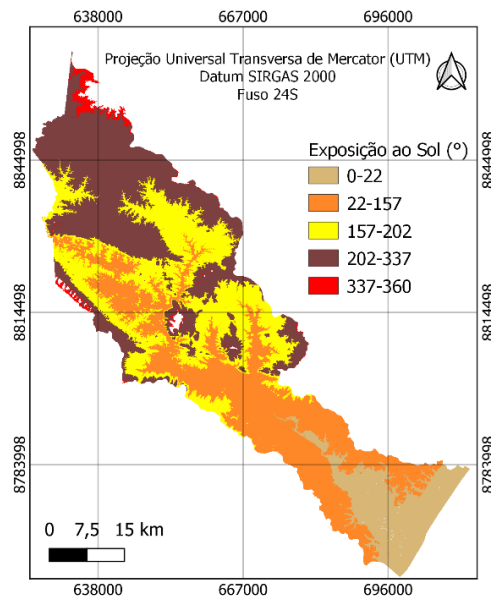 638000 667000 696000
Projeção Universal Transversa de Mercator (UTM)
Datum SIRGAS 2000
Fuso 24S
Exposição ao Sol (°)
0-22
22-157
157-202
202-337
337-360
8844998 8844998
8814498 8814498
8783998 8783998
0 7,5 15 km
638000 667000 696000